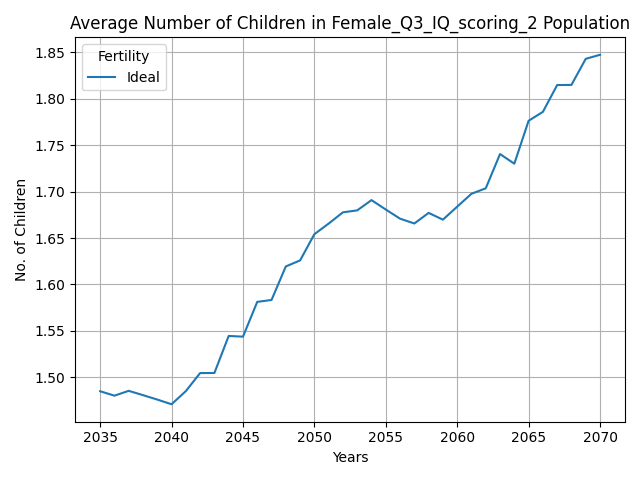 Average Number of Children in Female_Q3_IQ_scoring_2 Population
Fertility
Ideal
1.85
1.80
1.75
1.70
1.65
1.60
1.55
1.50
No. of Children
2035 2040 2045 2050 2055 2060 2065 2070
Years